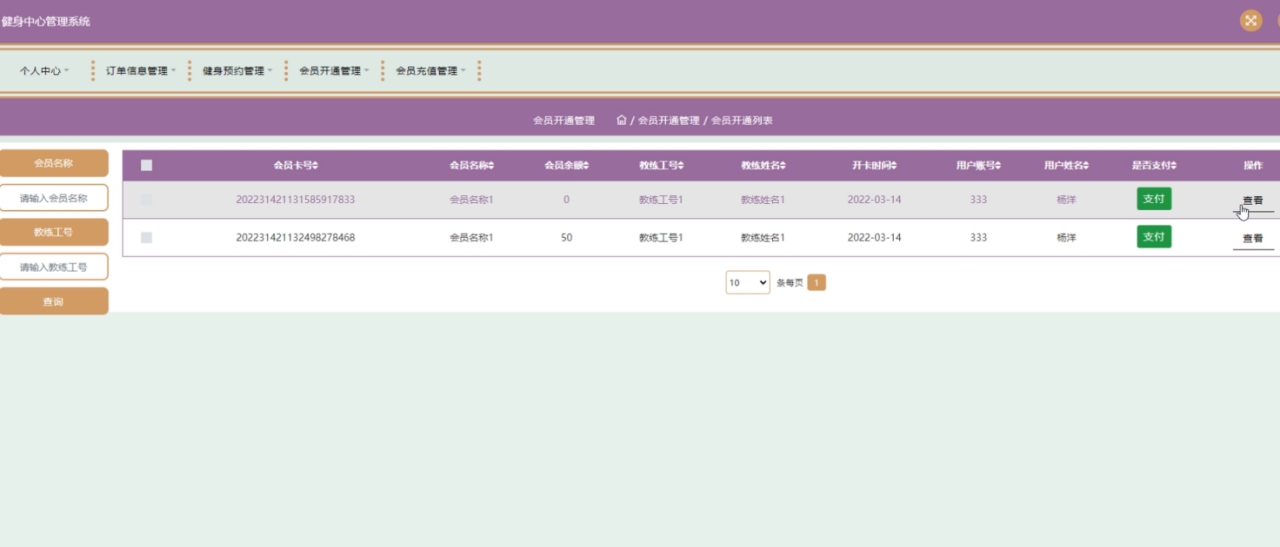 健身中心管理系统
个人中心 订单信息管理 健身预约管理 会员开通管理 会员充值管理
会员开通管理 / 会员开通管理 / 会员开通列表
会员名称
请输入会员名称
教练工号
请输入教练工号
查询
会员卡号 会员名称 会员余额 教练工号 教练姓名 开卡时间 用户账号 用户姓名 是否支付 操作
2022314211315859178​33 会员名称1 0 教练工号1 教练姓名1 2022-03-14 333 杨洋 支付 查看
202231421132498278468 会员名称1 50 教练工号1 教练姓名1 2022-03-14 333 杨洋 支付 查看
10 条每页 1